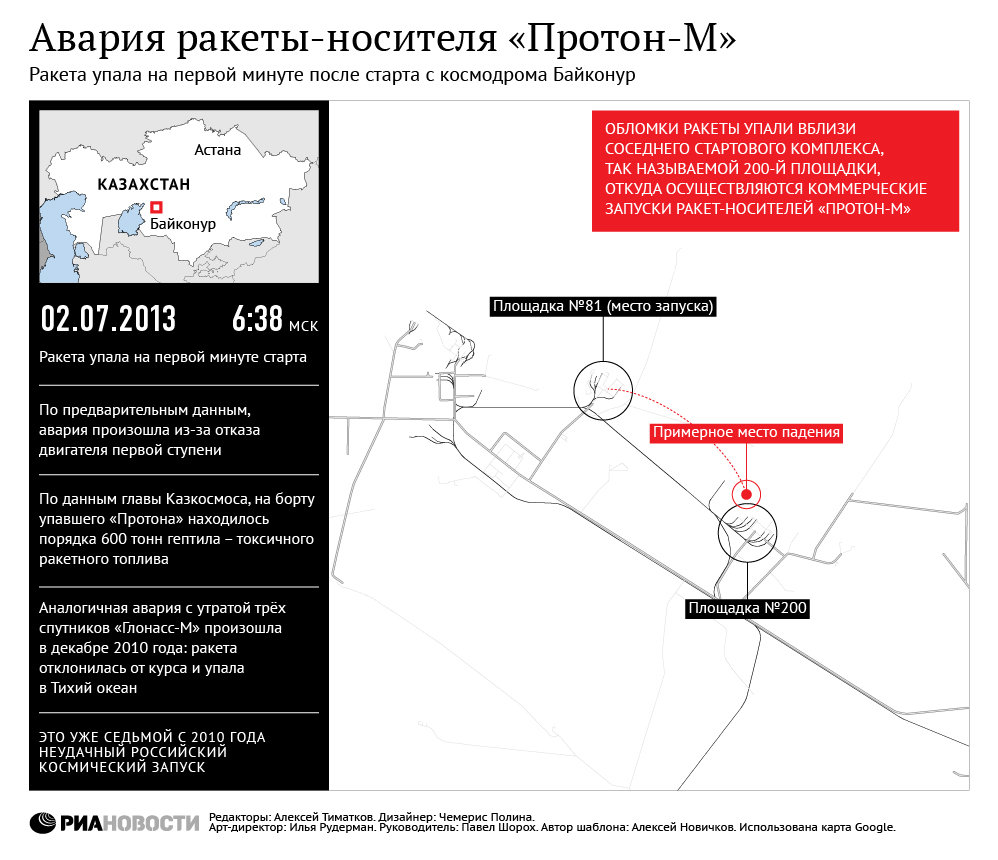 Авария ракеты-носителя «Протон-М»
Ракета упала на первой минуте после старта с космодрома Байконур
Астана
КАЗАХСТАН
Байконур
02.07.2013 6:38 МСК
Ракета упала на первой минуте старта
По предварительным данным,
авария произошла из-за отказа
двигателя первой ступени
По данным главы Казкосмоса, на борту
упавшего «Протона» находилось
порядка 600 тонн гептила – токсичного
ракетного топлива
Аналогичная авария с утратой трёх
спутников «Глонасс-М» произошла
в декабре 2010 года: ракета
отклонилась от курса и упала
в Тихий океан
ЭТО УЖЕ СЕДЬМОЙ С 2010 ГОДА
НЕУДАЧНЫЙ РОССИЙСКИЙ
КОСМИЧЕСКИЙ ЗАПУСК
ОБЛОМКИ РАКЕТЫ УПАЛИ ВБЛИЗИ
СОСЕДНЕГО СТАРТОВОГО КОМПЛЕКСА,
ТАК НАЗЫВАЕМОЙ 200-Й ПЛОЩАДКИ,
ОТКУДА ОСУЩЕСТВЛЯЮТСЯ КОММЕРЧЕСКИЕ
ЗАПУСКИ РАКЕТ-НОСИТЕЛЕЙ «ПРОТОН-М»
Площадка №81 (место запуска)
Примерное место падения
Площадка №200
РИАНОВОСТИ
Редакторы: Алексей Тиматков. Дизайнер: Чемерис Полина.
Арт-директор: Илья Рудерман. Руководитель: Павел Шорох. Автор шаблона: Алексей Новичков. Использована карта Google.